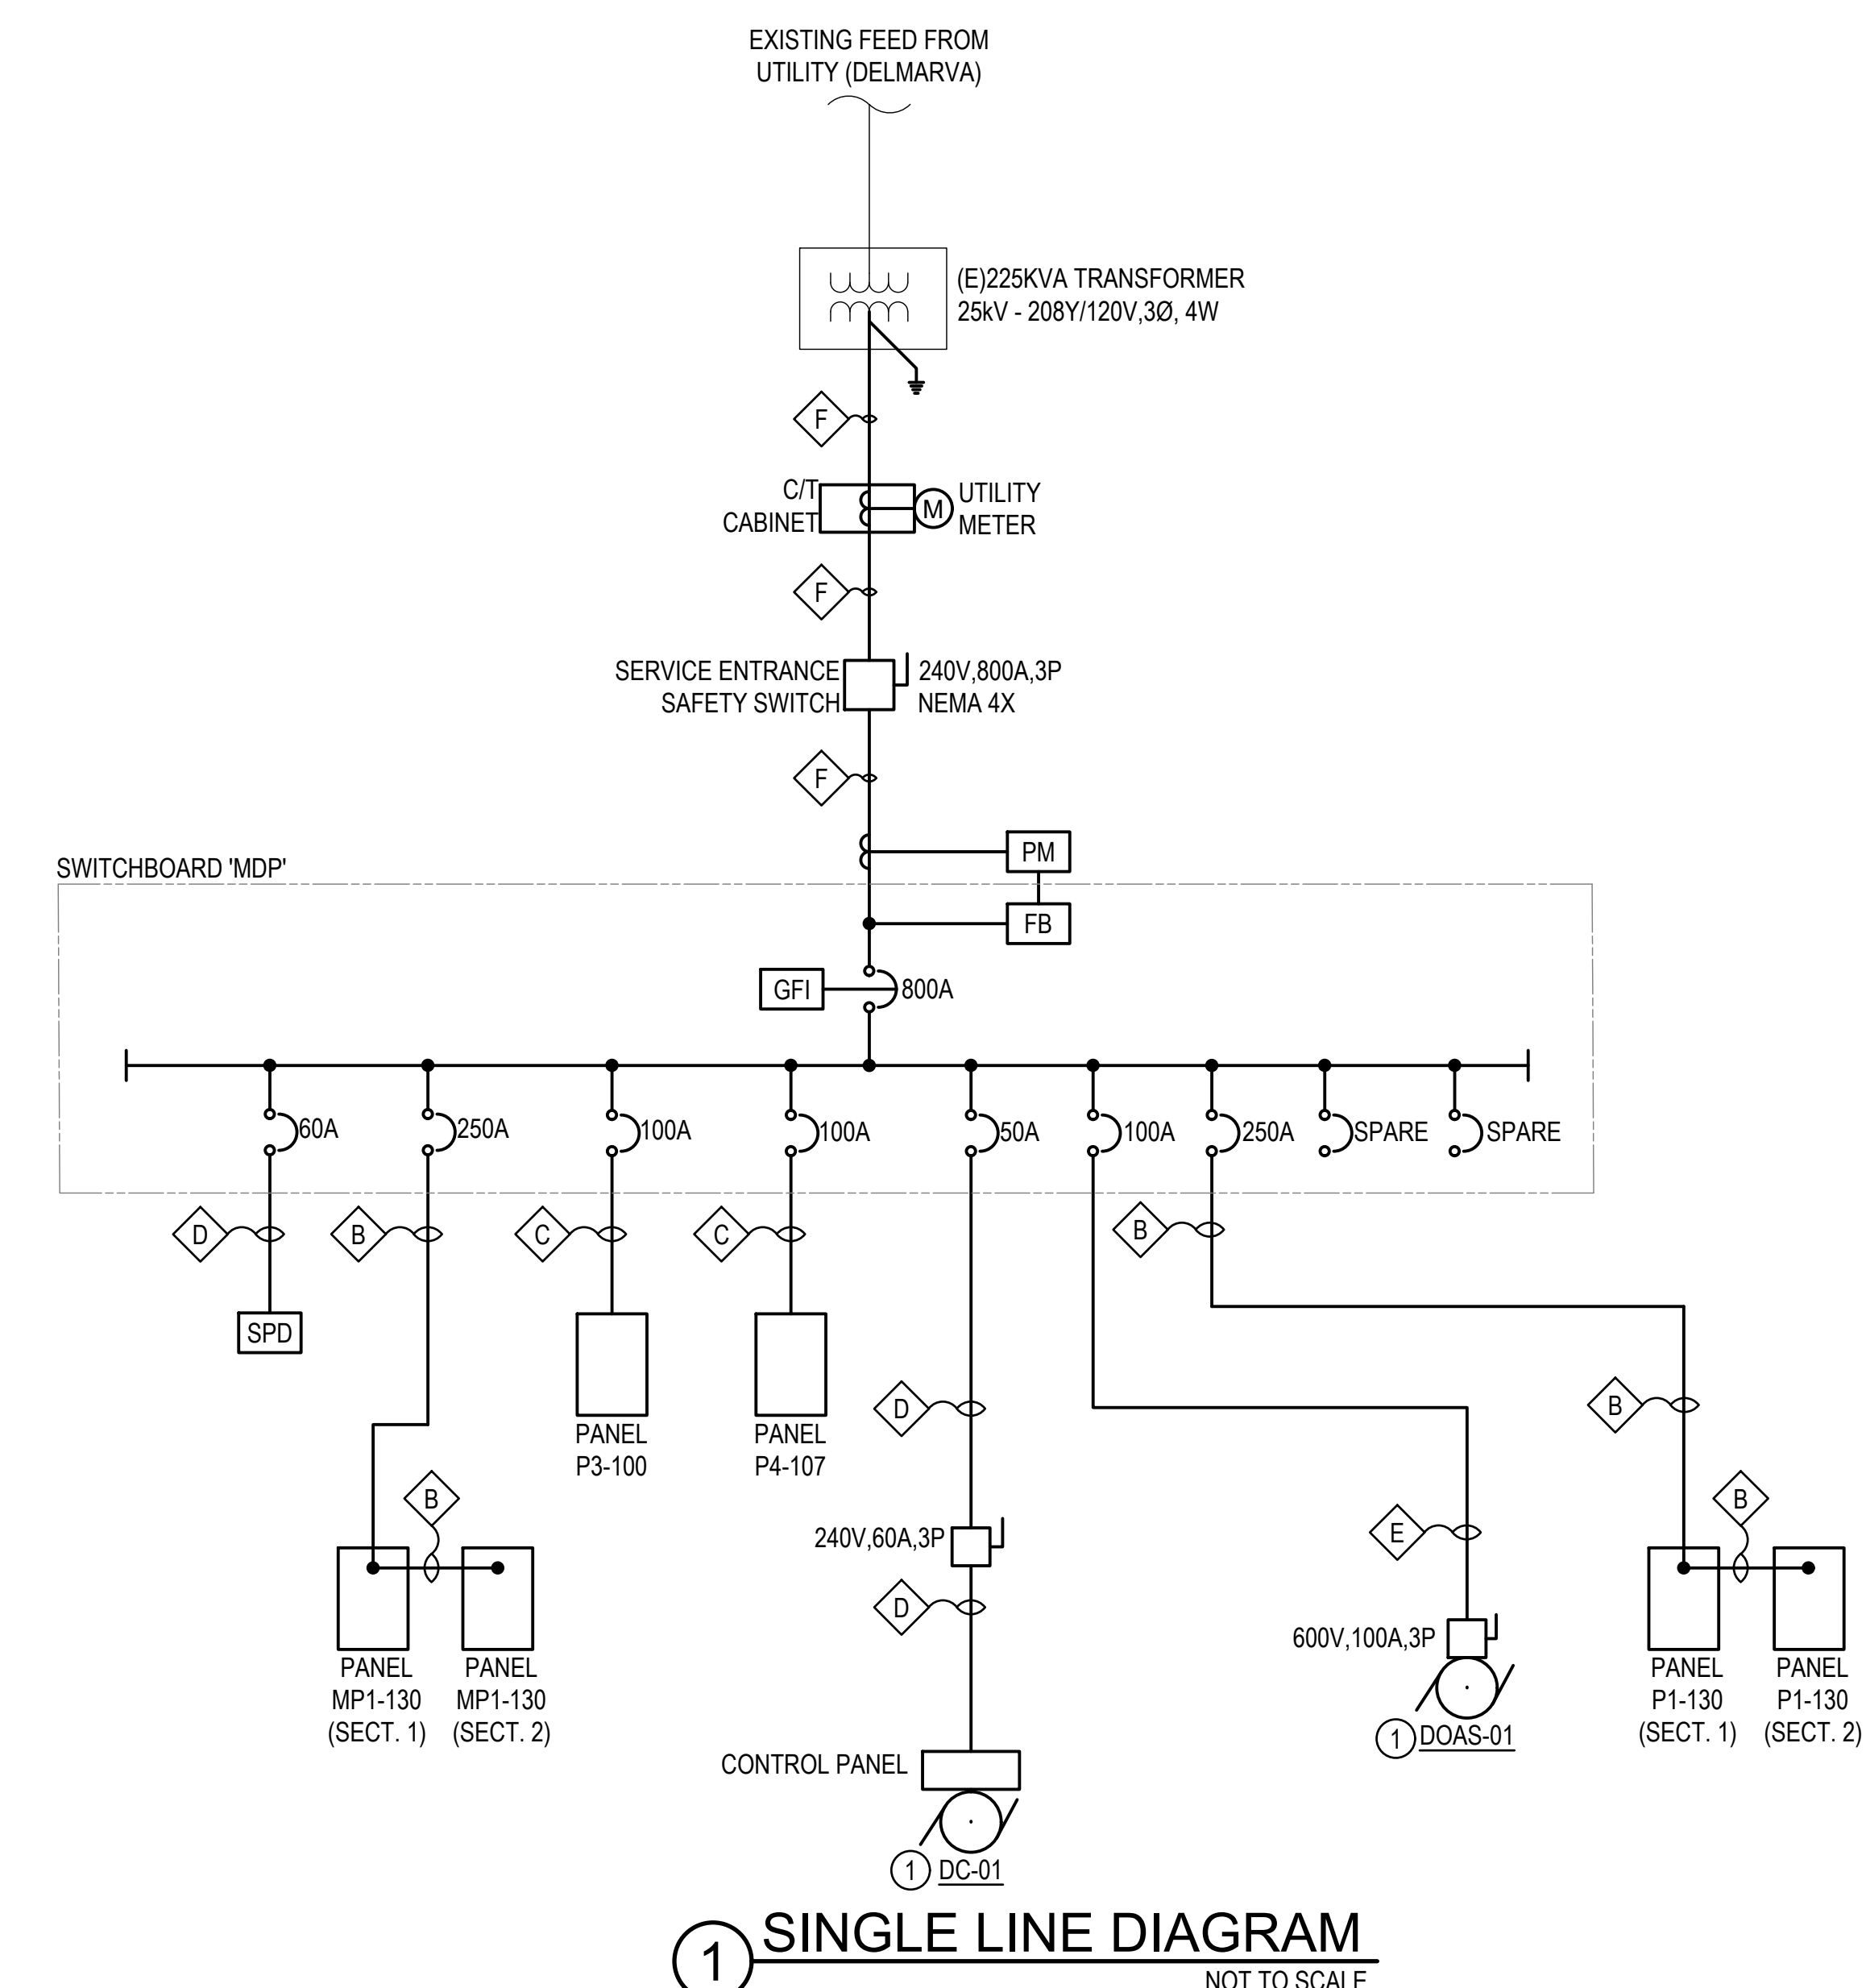 EXISTING FEED FROM
UTILITY (DELMARVA)
(E)225KVA TRANSFORMER
25kV - 208Y/120V,3Ø, 4W
F
C/T
CABINET
M
UTILITY
METER
F
SERVICE ENTRANCE
SAFETY SWITCH
240V,800A,3P
NEMA 4X
F
PM
SWITCHBOARD 'MDP'
FB
GFI
800A
60A
250A
100A
100A
50A
100A
250A
SPARE
SPARE
D
B
C
C
B
SPD
D
B
PANEL
P3-100
PANEL
P4-107
B
B
240V,60A,3P
E
D
600V,100A,3P
PANEL
MP1-130
(SECT. 1)
PANEL
MP1-130
(SECT. 2)
PANEL
P1-130
(SECT. 1)
PANEL
P1-130
(SECT. 2)
1 DOAS-01
CONTROL PANEL
1 DC-01
1 SINGLE LINE DIAGRAM
NOT TO SCALE